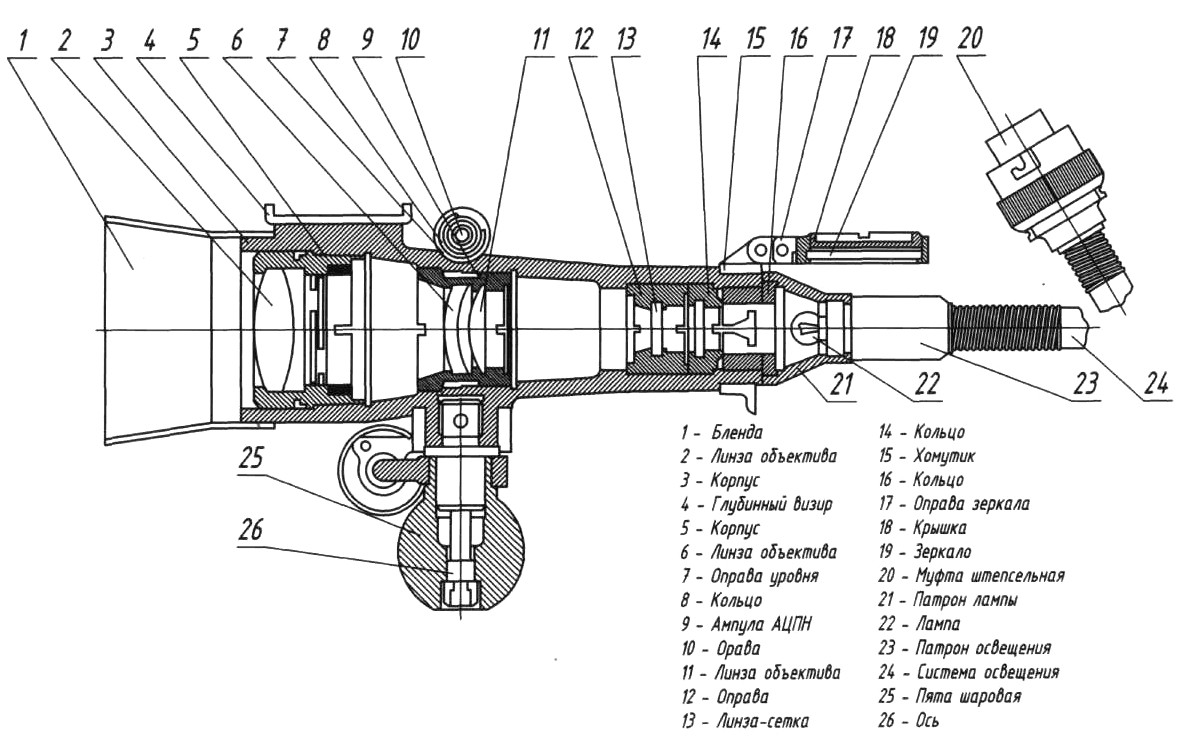 1 2 3 4 5 6 7 8 9 10 11 12 13 14 15 16 17 18 19 20
21 22 23 24
25
26
1 - Бленда
2 - Линза объектива
3 - Корпус
4 - Глубинный визир
5 - Корпус
6 - Линза объектива
7 - Оправа уровня
8 - Кольцо
9 - Ампула АЦПН
10 - Орава
11 - Линза объектива
12 - Оправа
13 - Линза-сетка
14 - Кольцо
15 - Хомутик
16 - Кольцо
17 - Оправа зеркала
18 - Крышка
19 - Зеркало
20 - Муфта штепсельная
21 - Патрон лампы
22 - Лампа
23 - Патрон освещения
24 - Система освещения
25 - Пята шаровая
26 - Ось